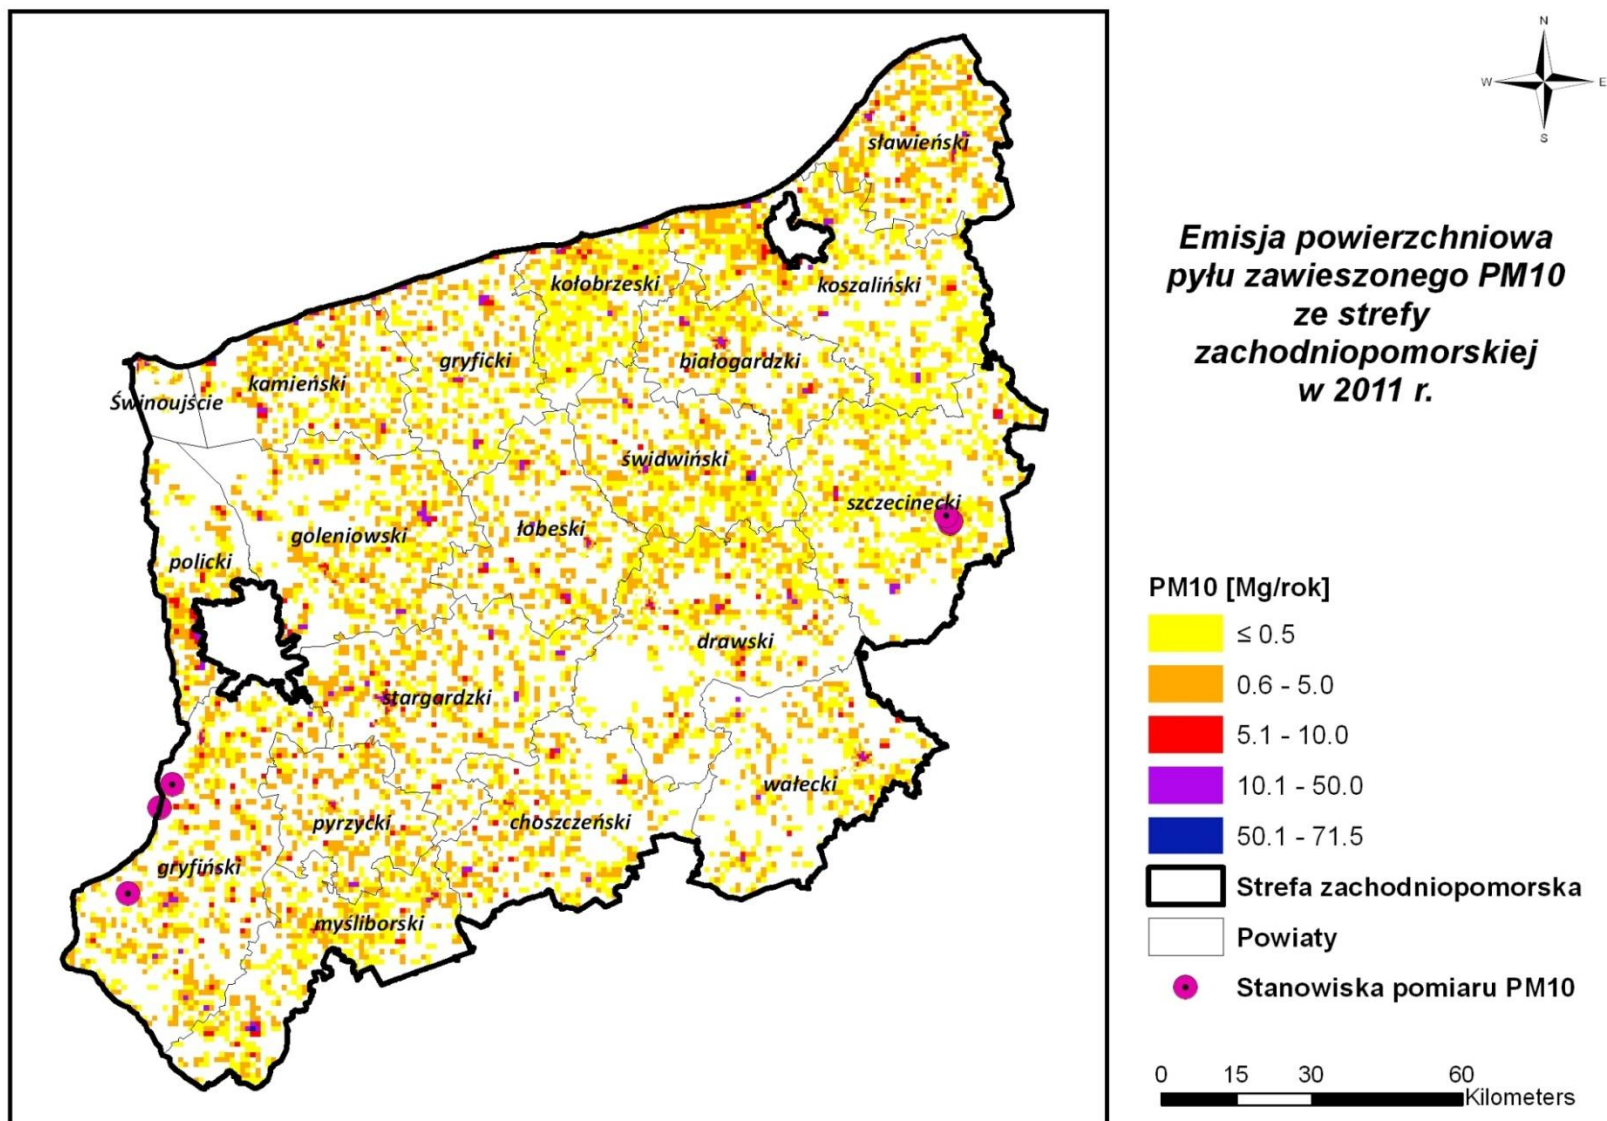 N
W
E
S
Emisja powierzchniowa
pyłu zawieszonego PM10
ze strefy
zachodniopomorskiej
w 2011 r.
sławieński
kołobrzeski
koszaliński
gryficki
białogardzki
kamieński
Świnoujście
świdwiński
szczecinecki
goleniowski
łobeski
policki
drawski
stargardzki
wałecki
pyrzycki
choszczeński
gryfiński
myśliborski
PM10 [Mg/rok]
≤ 0.5
0.6 - 5.0
5.1 - 10.0
10.1 - 50.0
50.1 - 71.5
Strefa zachodniopomorska
Powiaty
Stanowiska pomiaru PM10
0 15 30 60
Kilometers